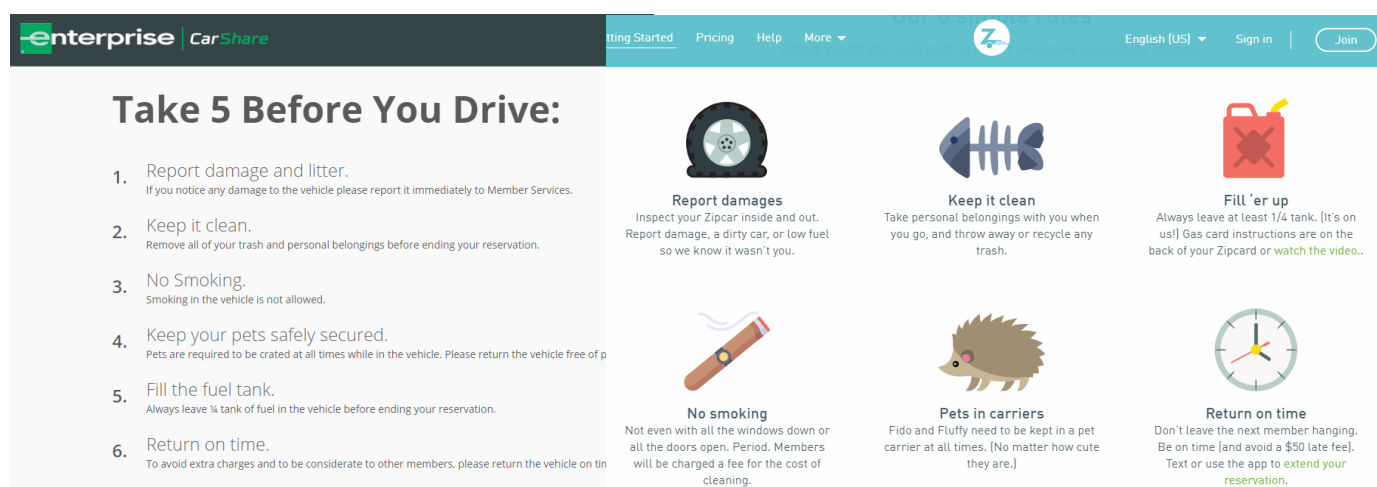 enterprise CarShare
Take 5 Before You Drive:
1. Report damage and litter.
If you notice any damage to the vehicle please report it immediately to Member Services.
2. Keep it clean.
Remove all of your trash and personal belongings before ending your reservation.
3. No Smoking.
Smoking in the vehicle is not allowed.
4. Keep your pets safely secured.
Pets are required to be crated at all times while in the vehicle. Please return the vehicle free of p
5. Fill the fuel tank.
Always leave ¼ tank of fuel in the vehicle before ending your reservation.
6. Return on time.
To avoid extra charges and to be considerate to other members, please return the vehicle on tim
tting Started Pricing Help More
Z
English (US) Sign in Join
Our 6 simple rules
Report damages
Inspect your Zipcar inside and out.
Report damage, a dirty car, or low fuel
so we know it wasn't you.
Keep it clean
Take personal belongings with you when
you go, and throw away or recycle any
trash.
Fill 'er up
Always leave at least 1/4 tank. (It's on
us!) Gas card instructions are on the
back of your Zipcard or watch the video..
No smoking
Not even with all the windows down or
all the doors open. Period. Members
will be charged a fee for the cost of
cleaning.
Pets in carriers
Fido and Fluffy need to be kept in a pet
carrier at all times. (No matter how cute
they are.)
Return on time
Don't leave the next member hanging.
Be on time (and avoid a $50 late fee).
Text or use the app to extend your
reservation.